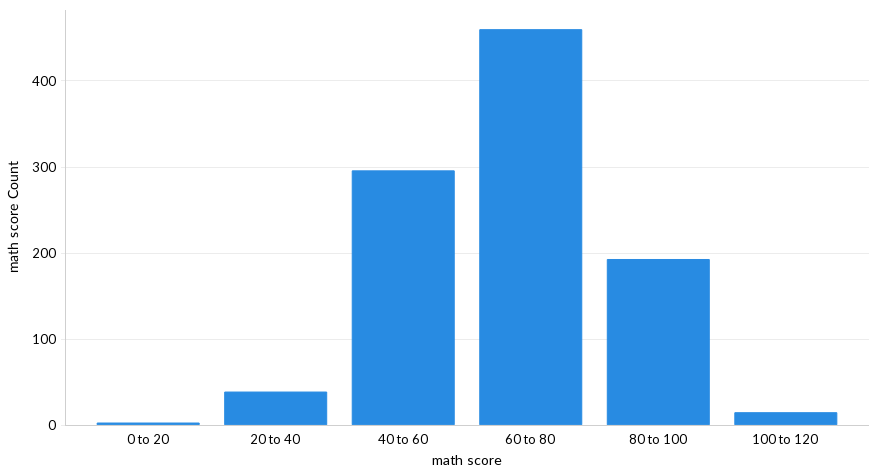 400
300
200
100
0
math score Count
0 to 20
20 to 40
40 to 60
60 to 80
80 to 100
100 to 120
math score